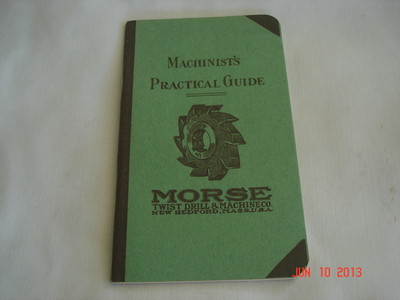 MACHINIST'S
PRACTICAL GUIDE
MORSE
TWIST DRILL & MACHINE CO.
NEW BEDFORD, MASS.U.S.A.
JUN 10 2013